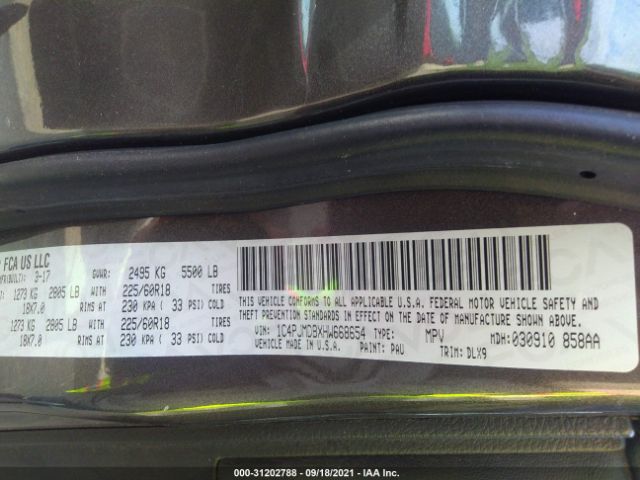 FCA US LLC
3-17
GVWR: 2495 KG 5500 LB
1273 KG 2805 LB WITH 225/60R18 TIRES
18X7.0 RIMS AT 230 KPA ( 33 PSI) COLD
1273 KG 2805 LB WITH 225/60R18 TIRES
18X7.0 RIMS AT 230 KPA ( 33 PSI) COLD
THIS VEHICLE CONFORMS TO ALL APPLICABLE U.S.A. FEDERAL MOTOR VEHICLE SAFETY AND
THEFT PREVENTION STANDARDS IN EFFECT ON THE DATE OF MANUFACTURE SHOWN ABOVE.
VIN: 1C4PJMDBXHW668654 TYPE: MPV MDH: 030910 858AA
VEHICLE MADE IN U.S.A. PAINT: PAU TRIM: DLX9
000-31202788 - 09/18/2021 - IAA Inc.